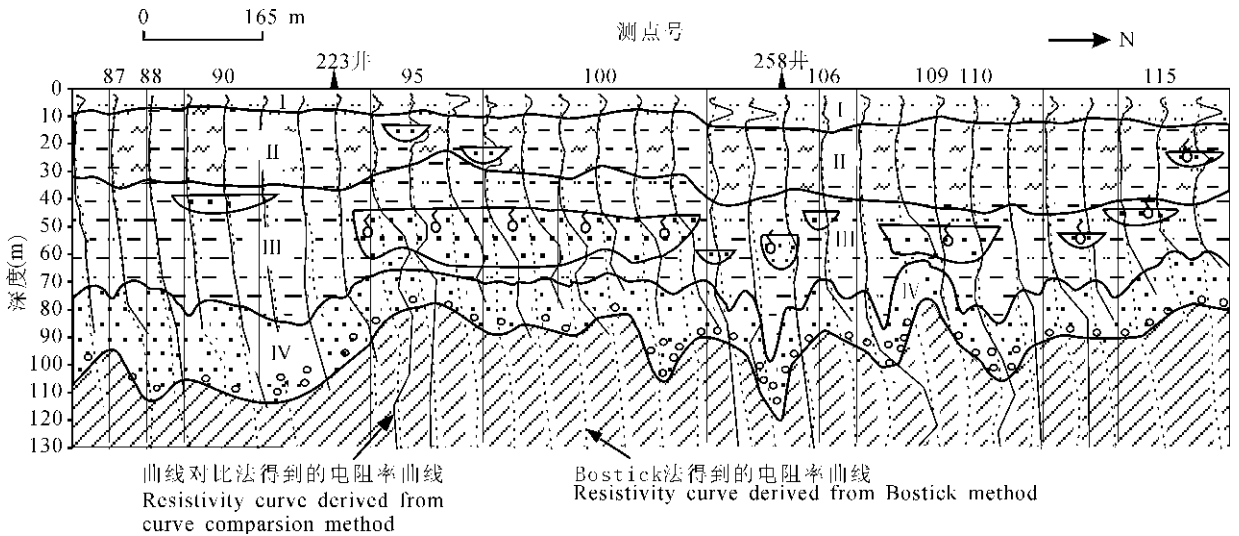 0 165 m
测点号
N
87 88 90 223井 95 100 258井 106 109 110 115
0
10
20
30
40
50
60
70
80
90
100
110
120
130
深度(m)
I I
II II
III III
IV IV
曲线对比法得到的电阻率曲线
Resistivity curve derived from
curve comparsion method
Bostick法得到的电阻率曲线
Resistivity curve derived from Bostick method